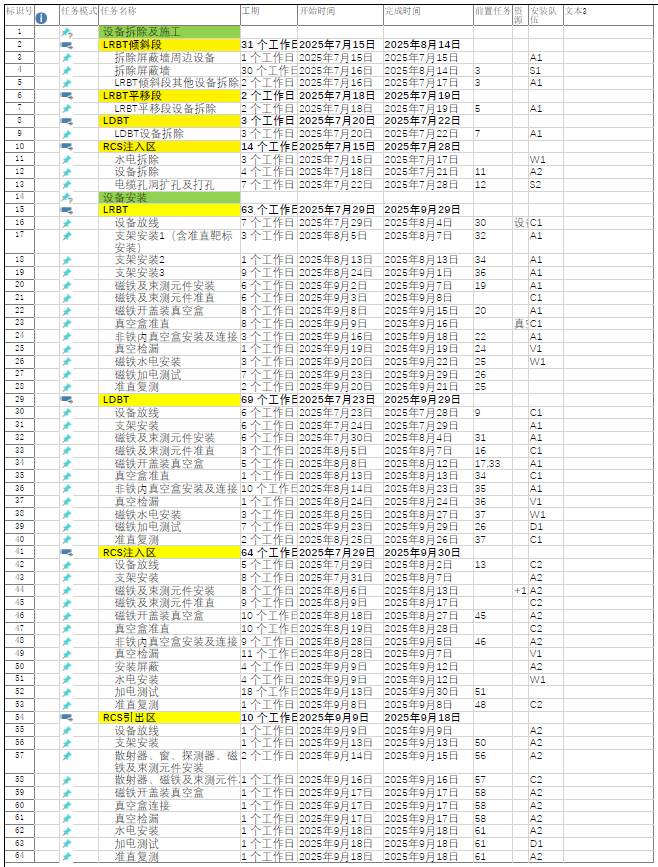 标识号 任务模式 任务名称 工期 开始时间 完成时间 前置任务 资源 安装队伍 文本3
1 设备拆除及施工
2 LRBT倾斜段 31 个工作日 2025年7月15日 2025年8月14日
3 拆除屏蔽墙周边设备 1 个工作日 2025年7月15日 2025年7月15日 A1
4 拆除屏蔽墙 30 个工作日 2025年7月16日 2025年8月14日 3 S1
5 LRBT倾斜段其他设备拆除 2 个工作日 2025年7月16日 2025年7月17日 3 A1
6 LRBT平移段 2 个工作日 2025年7月18日 2025年7月19日
7 LRBT平移段设备拆除 2 个工作日 2025年7月18日 2025年7月19日 5 A1
8 LDBT 3 个工作日 2025年7月20日 2025年7月22日
9 LDBT设备拆除 3 个工作日 2025年7月20日 2025年7月22日 7 A1
10 RCS注入区 14 个工作日 2025年7月15日 2025年7月28日
11 水电拆除 3 个工作日 2025年7月15日 2025年7月17日 W1
12 设备拆除 4 个工作日 2025年7月18日 2025年7月21日 11 A2
13 电缆孔洞扩孔及打孔 7 个工作日 2025年7月22日 2025年7月28日 12 S2
14 设备安装
15 LRBT 63 个工作日 2025年7月29日 2025年9月29日
16 设备放线 7 个工作日 2025年7月29日 2025年8月4日 30 C1
17 支架安装1（含准直靶标安装） 3 个工作日 2025年8月5日 2025年8月7日 32 A1
18 支架安装2 1 个工作日 2025年8月13日 2025年8月13日 34 A1
19 支架安装3 9 个工作日 2025年8月24日 2025年9月1日 36 A1
20 磁铁及束测元件安装 6 个工作日 2025年9月2日 2025年9月7日 19 A1
21 磁铁及束测元件准直 6 个工作日 2025年9月3日 2025年9月8日 C1
22 磁铁开盖装真空盒 8 个工作日 2025年9月8日 2025年9月15日 20 A1
23 真空盒准直 8 个工作日 2025年9月9日 2025年9月16日 C1
24 非铁内真空盒安装及连接 3 个工作日 2025年9月16日 2025年9月18日 22 A1
25 真空检漏 1 个工作日 2025年9月19日 2025年9月19日 24 V1
26 磁铁水电安装 3 个工作日 2025年9月20日 2025年9月22日 25 W1
27 磁铁加电测试 7 个工作日 2025年9月23日 2025年9月29日 26
28 准直复测 2 个工作日 2025年9月20日 2025年9月21日 25
29 LDBT 69 个工作日 2025年7月23日 2025年9月29日
30 设备放线 6 个工作日 2025年7月23日 2025年7月28日 9 C1
31 支架安装 6 个工作日 2025年7月24日 2025年7月29日 A1
32 磁铁及束测元件安装 6 个工作日 2025年7月30日 2025年8月4日 31 A1
33 磁铁及束测元件准直 3 个工作日 2025年8月5日 2025年8月7日 16 C1
34 磁铁开盖装真空盒 5 个工作日 2025年8月8日 2025年8月12日 17,33 A1
35 真空盒准直 1 个工作日 2025年8月13日 2025年8月13日 34 C1
36 非铁内真空盒安装及连接 10 个工作日 2025年8月14日 2025年8月23日 35 A1
37 真空检漏 1 个工作日 2025年8月24日 2025年8月24日 36 V1
38 磁铁水电安装 3 个工作日 2025年8月25日 2025年8月27日 37 W1
39 磁铁加电测试 7 个工作日 2025年9月23日 2025年9月29日 26 D1
40 准直复测 2 个工作日 2025年8月25日 2025年8月26日 37 C1
41 RCS注入区 64 个工作日 2025年7月29日 2025年9月30日
42 设备放线 5 个工作日 2025年7月29日 2025年8月2日 13 C2
43 支架安装 8 个工作日 2025年7月31日 2025年8月7日 A2
44 磁铁及束测元件安装 8 个工作日 2025年8月6日 2025年8月13日 +1 A2
45 磁铁及束测元件准直 9 个工作日 2025年8月9日 2025年8月17日 C2
46 磁铁开盖装真空盒 10 个工作日 2025年8月18日 2025年8月27日 45 A2
47 真空盒准直 10 个工作日 2025年8月19日 2025年8月28日 C2
48 非铁内真空盒安装及连接 9 个工作日 2025年8月28日 2025年9月5日 46 A2
49 真空检漏 11 个工作日 2025年8月28日 2025年9月7日 V1
50 安装屏蔽 4 个工作日 2025年9月9日 2025年9月12日 A2
51 水电安装 4 个工作日 2025年9月9日 2025年9月12日 W1
52 加电测试 18 个工作日 2025年9月13日 2025年9月30日 51
53 准直复测 1 个工作日 2025年9月8日 2025年9月8日 48 C2
54 RCS引出区 10 个工作日 2025年9月9日 2025年9月18日
55 设备放线 1 个工作日 2025年9月9日 2025年9月9日 A2
56 支架安装 1 个工作日 2025年9月13日 2025年9月13日 50 A2
57 散射器、窗、探测器、磁铁及束测元件安装 2 个工作日 2025年9月14日 2025年9月15日 56 A2
58 散射器、磁铁及束测元件 1 个工作日 2025年9月16日 2025年9月16日 57 C2
59 磁铁开盖装真空盒 1 个工作日 2025年9月17日 2025年9月17日 58 A2
60 真空盒连接 1 个工作日 2025年9月17日 2025年9月17日 58 A2
61 真空检漏 1 个工作日 2025年9月17日 2025年9月17日 58 A2
62 水电安装 1 个工作日 2025年9月18日 2025年9月18日 61 A2
63 加电测试 1 个工作日 2025年9月18日 2025年9月18日 61 D1
64 准直复测 1 个工作日 2025年9月18日 2025年9月18日 61 A2